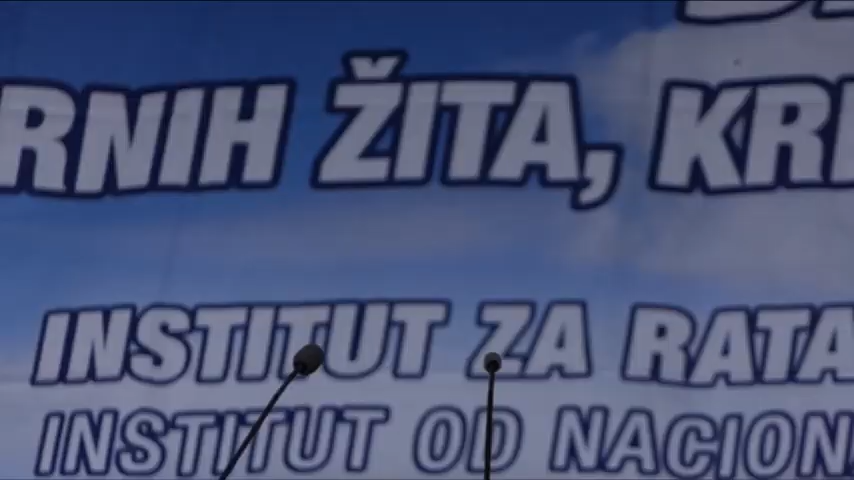 RNIH ŽITA, KR
INSTITUT ZA RATA
INSTITUT OD NACION